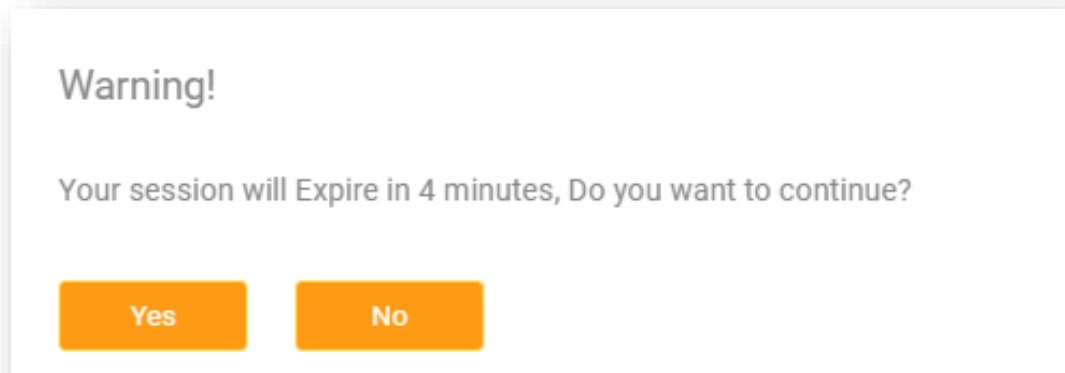 Warning!
Your session will Expire in 4 minutes, Do you want to continue?
Yes No